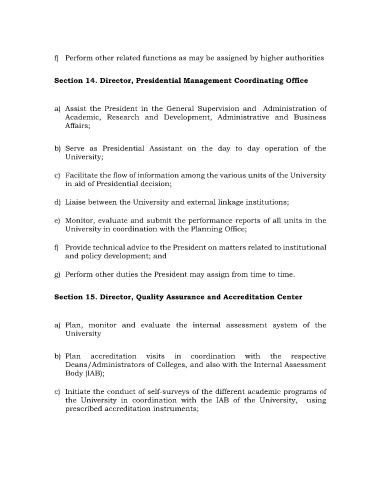 f) Perform other related functions as may be assigned by higher authorities
Section 14. Director, Presidential Management Coordinating Office
a) Assist the President in the General Supervision and Administration of
Academic, Research and Development, Administrative and Business
Affairs;
b) Serve as Presidential Assistant on the day to day operation of the
University;
c) Facilitate the flow of information among the various units of the University
in aid of Presidential decision;
d) Liaise between the University and external linkage institutions;
e) Monitor, evaluate and submit the performance reports of all units in the
University in coordination with the Planning Office;
f) Provide technical advice to the President on matters related to institutional
and policy development; and
g) Perform other duties the President may assign from time to time.
Section 15. Director, Quality Assurance and Accreditation Center
a) Plan, monitor and evaluate the internal assessment system of the
University
b) Plan accreditation visits in coordination with the respective
Deans/Administrators of Colleges, and also with the Internal Assessment
Body (IAB);
c) Initiate the conduct of self-surveys of the different academic programs of
the University in coordination with the IAB of the University, using
prescribed accreditation instruments;